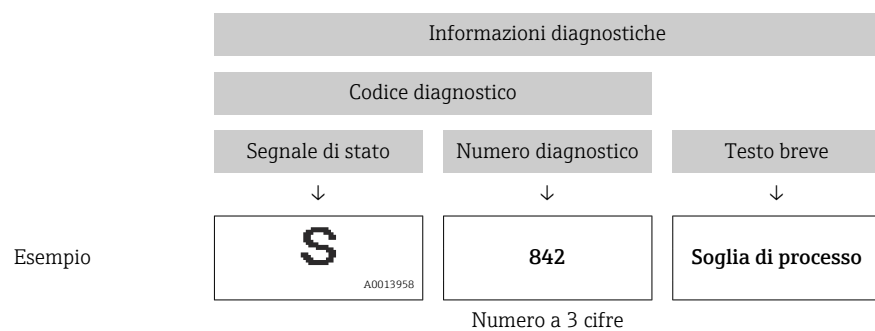 Informazioni diagnostiche
Codice diagnostico
Segnale di stato Numero diagnostico Testo breve
↓ ↓ ↓
Esempio S 842 Soglia di processo
A0013958
Numero a 3 cifre